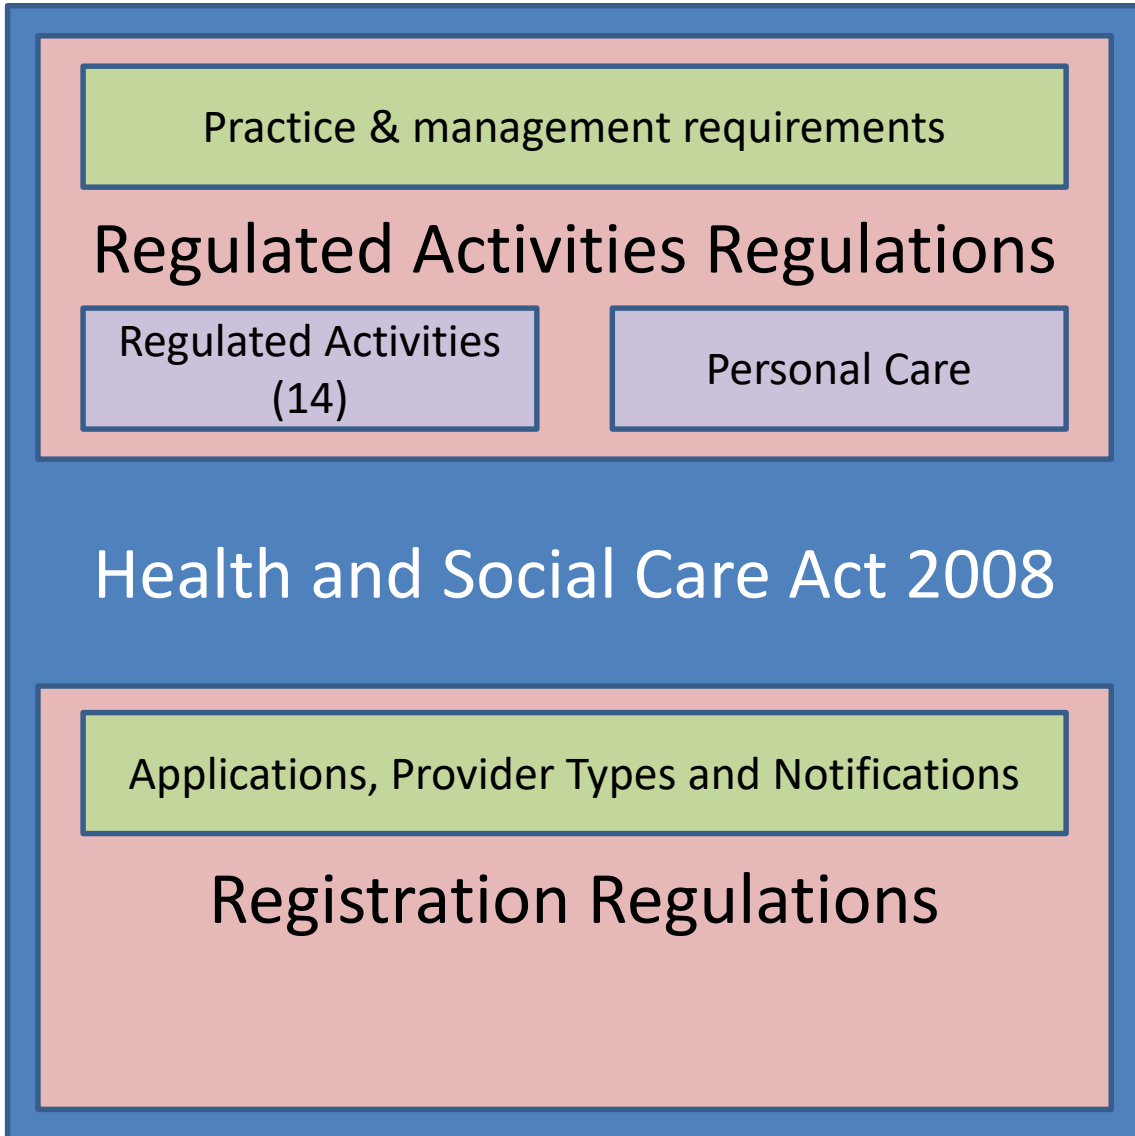 Practice & management requirements
Regulated Activities Regulations
Regulated Activities
(14)
Personal Care
Health and Social Care Act 2008
Applications, Provider Types and Notifications
Registration Regulations